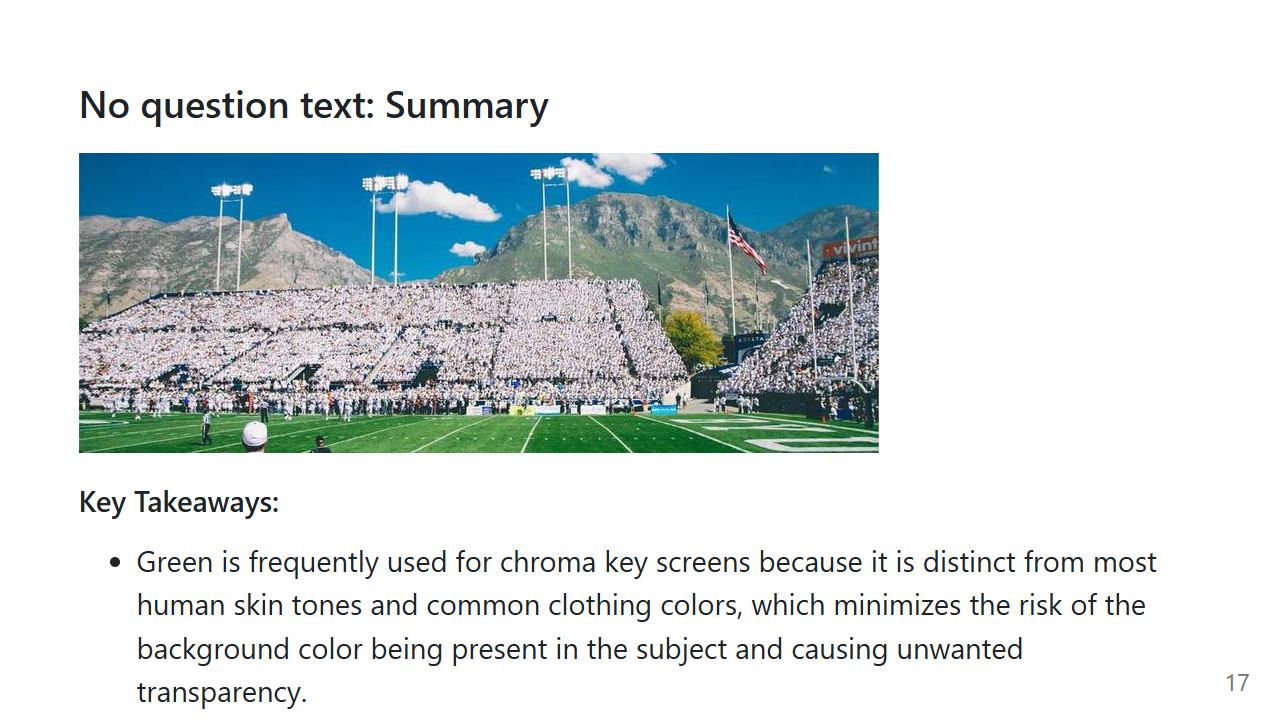 No question text: Summary
vivint
Key Takeaways:
• Green is frequently used for chroma key screens because it is distinct from most
human skin tones and common clothing colors, which minimizes the risk of the
background color being present in the subject and causing unwanted
transparency.
17